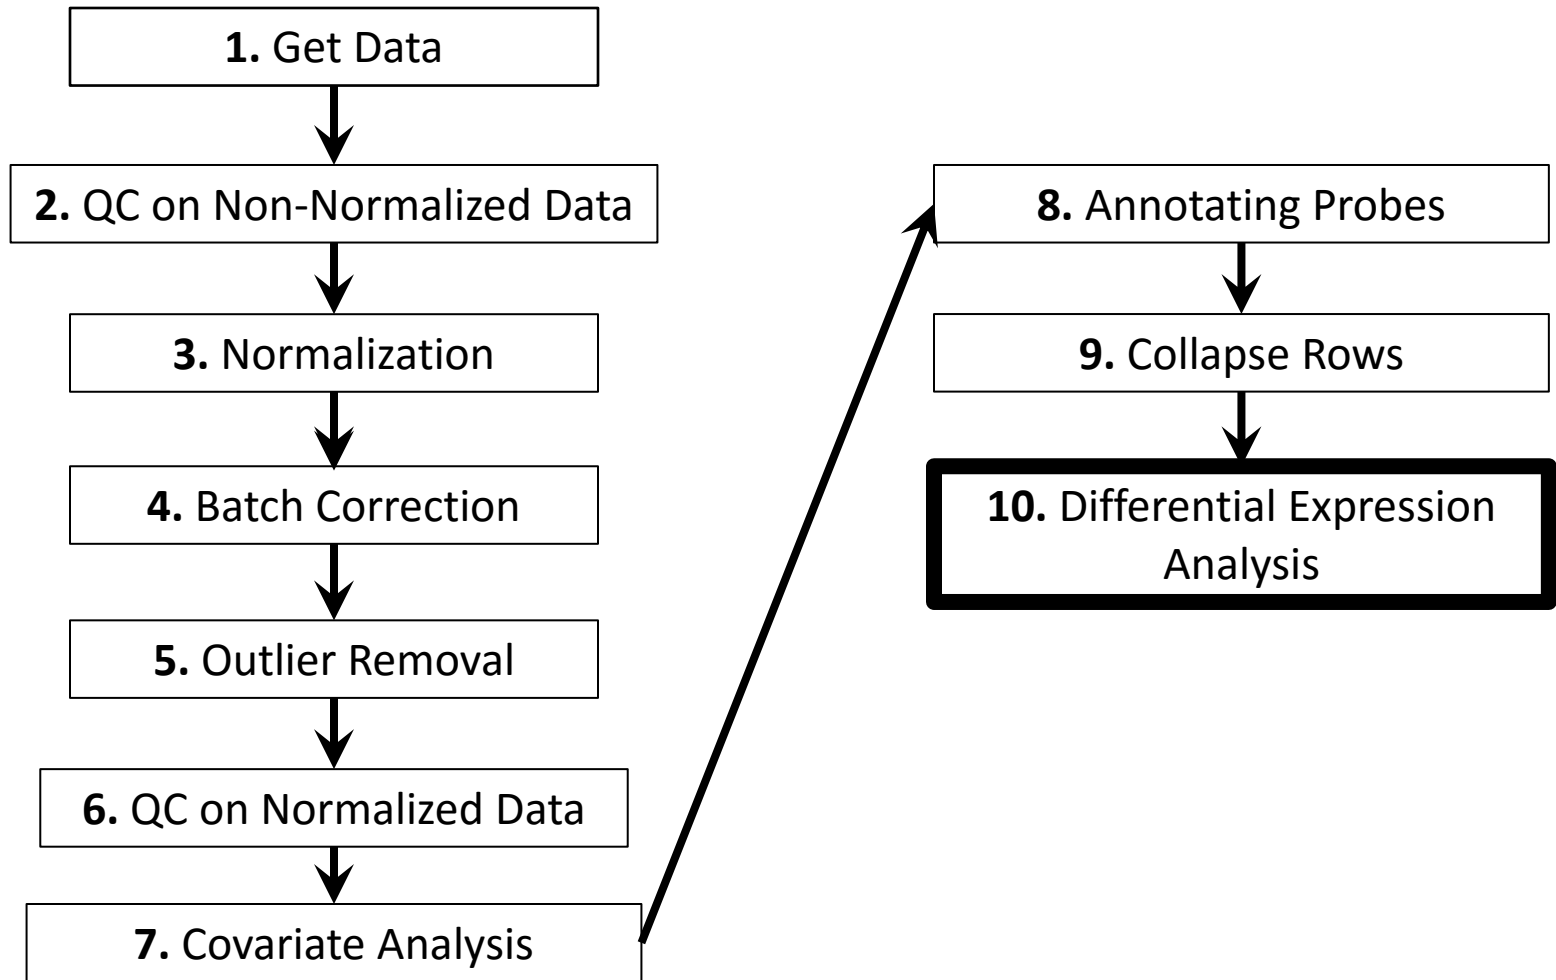 1. Get Data
2. QC on Non-Normalized Data
3. Normalization
4. Batch Correction
5. Outlier Removal
6. QC on Normalized Data
7. Covariate Analysis
8. Annotating Probes
9. Collapse Rows
10. Differential Expression
Analysis